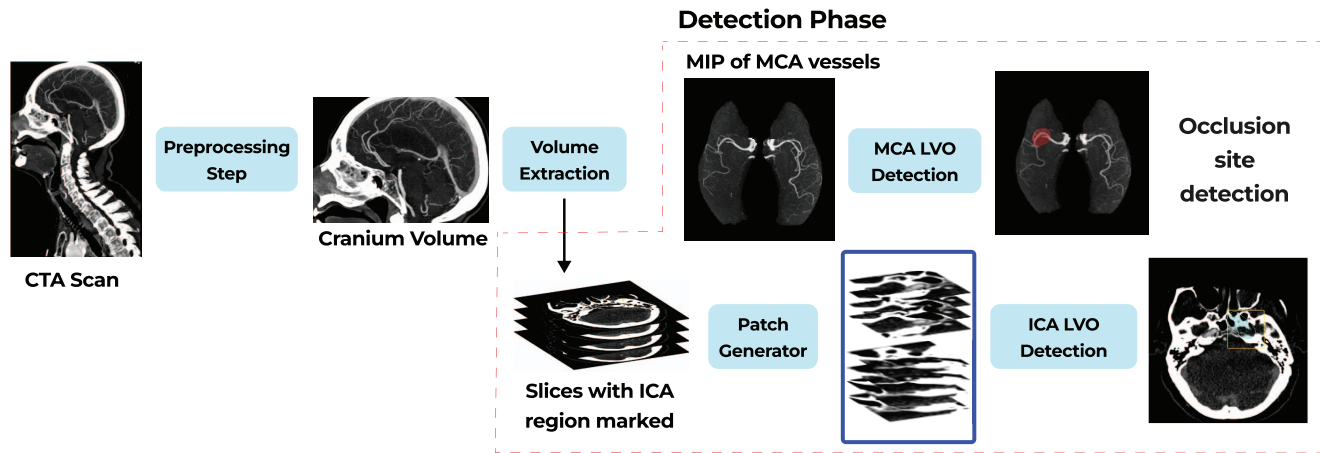 Detection Phase
MIP of MCA vessels
Preprocessing
Step
Volume
Extraction
MCA LVO
Detection
Occlusion
site
detection
CTA Scan
Cranium Volume
Slices with ICA
region marked
Patch
Generator
ICA LVO
Detection